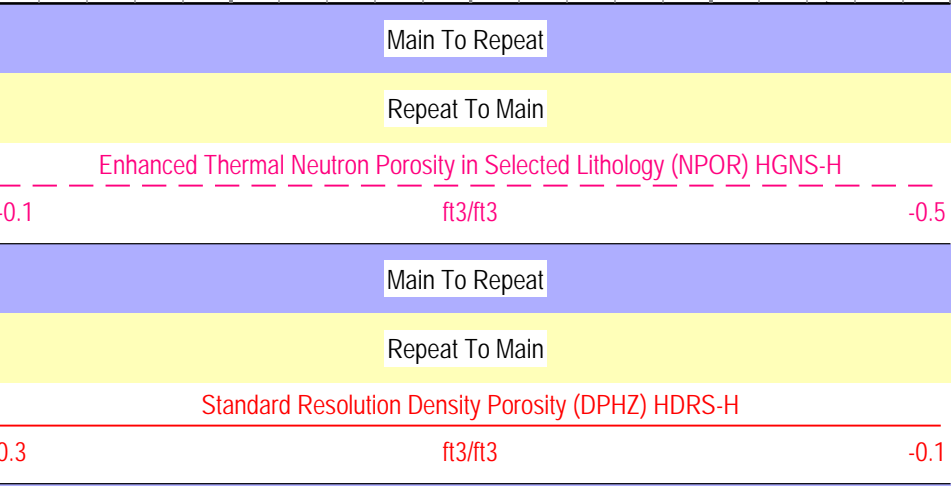 Main To Repeat
Repeat To Main
Enhanced Thermal Neutron Porosity in Selected Lithology (NPOR) HGNS-H
-0.1 ft3/ft3 -0.5
Main To Repeat
Repeat To Main
Standard Resolution Density Porosity (DPHZ) HDRS-H
0.3 ft3/ft3 -0.1